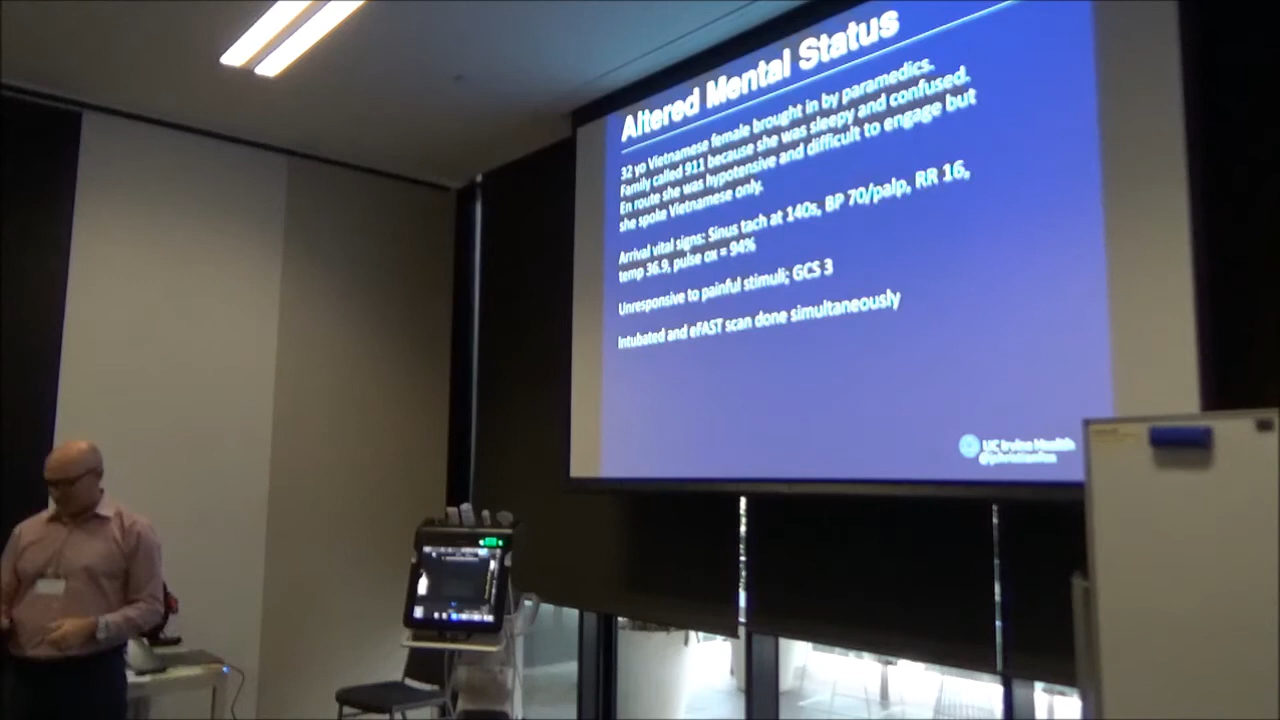 Altered Mental Status
32 yo Vietnamese female brought in by paramedics.
Family called 911 because she was sleepy and confused.
En route she was hypotensive and difficult to engage but
she spoke Vietnamese only.
Arrival vital signs: Sinus tach at 140s, BP 70/palp, RR 16,
temp 36.9, pulse ox = 94%
Unresponsive to painful stimuli; GCS 3
Intubated and eFAST scan done simultaneously
UC Irvine Health